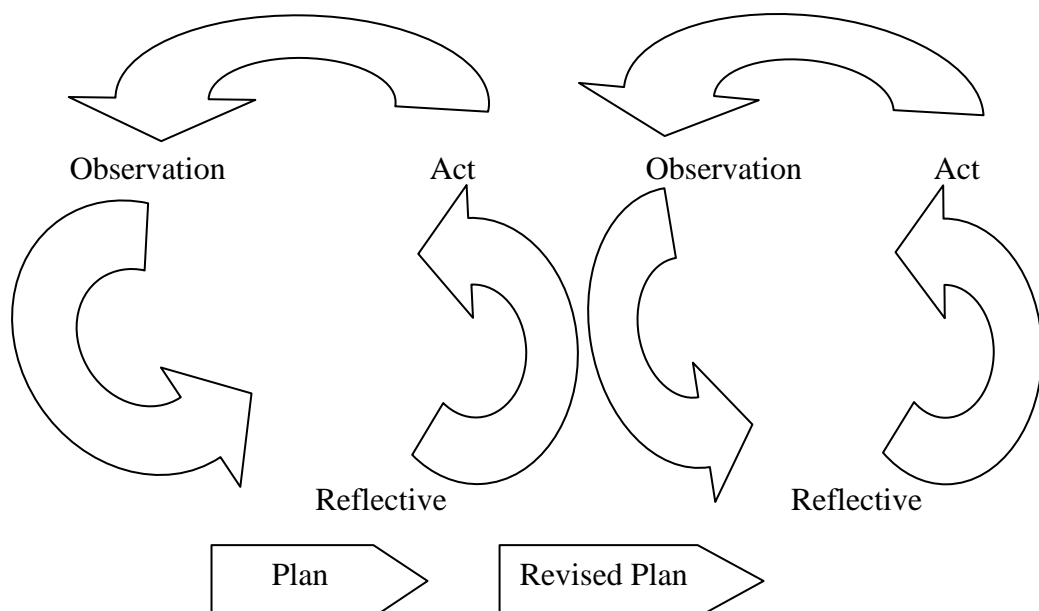 Observation Act Observation Act
Reflective Reflective
Plan Revised Plan